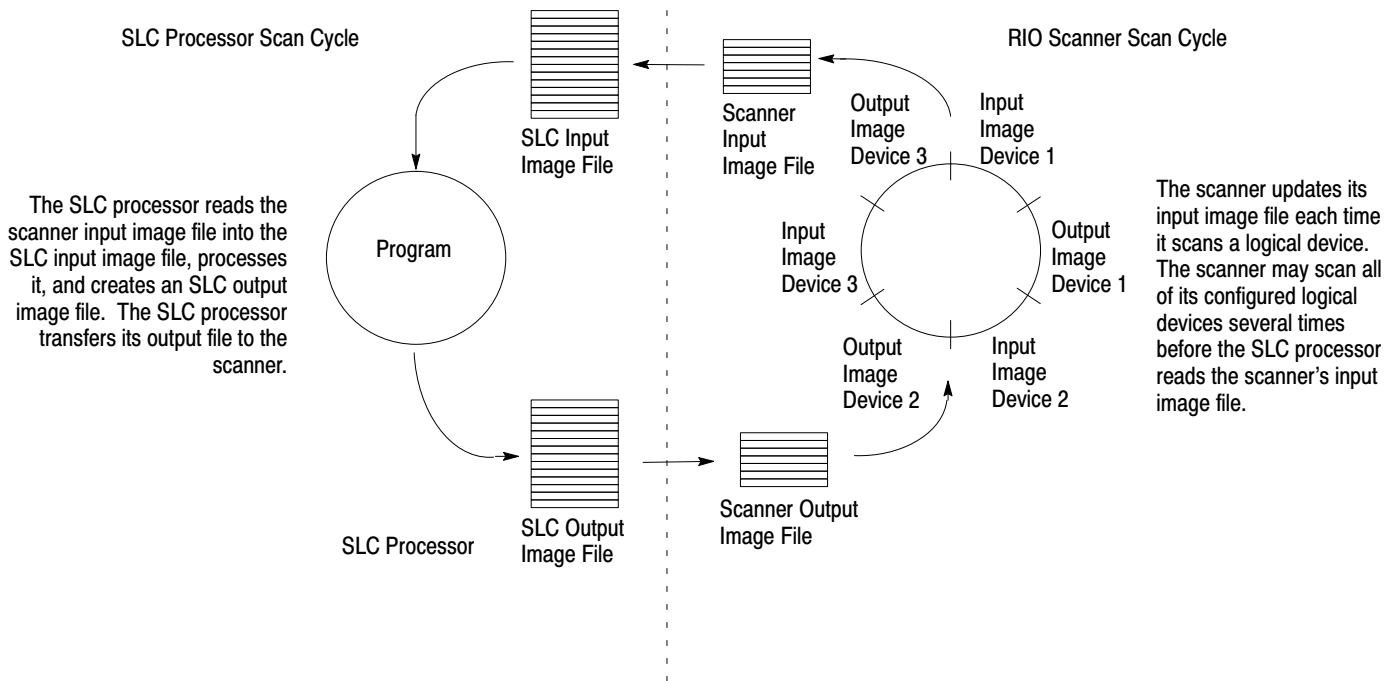 SLC Processor Scan Cycle
RIO Scanner Scan Cycle
SLC Input
Image File
Scanner
Input
Image File
Output
Image
Device 3
Input
Image
Device 1
The SLC processor reads the
scanner input image file into the
SLC input image file, processes
it, and creates an SLC output
image file. The SLC processor
transfers its output file to the
scanner.
Program
Input
Image
Device 3
Output
Image
Device 1
The scanner updates its
input image file each time
it scans a logical device.
The scanner may scan all
of its configured logical
devices several times
before the SLC processor
reads the scanner's input
image file.
Output
Image
Device 2
Input
Image
Device 2
SLC Processor
SLC Output
Image File
Scanner Output
Image File